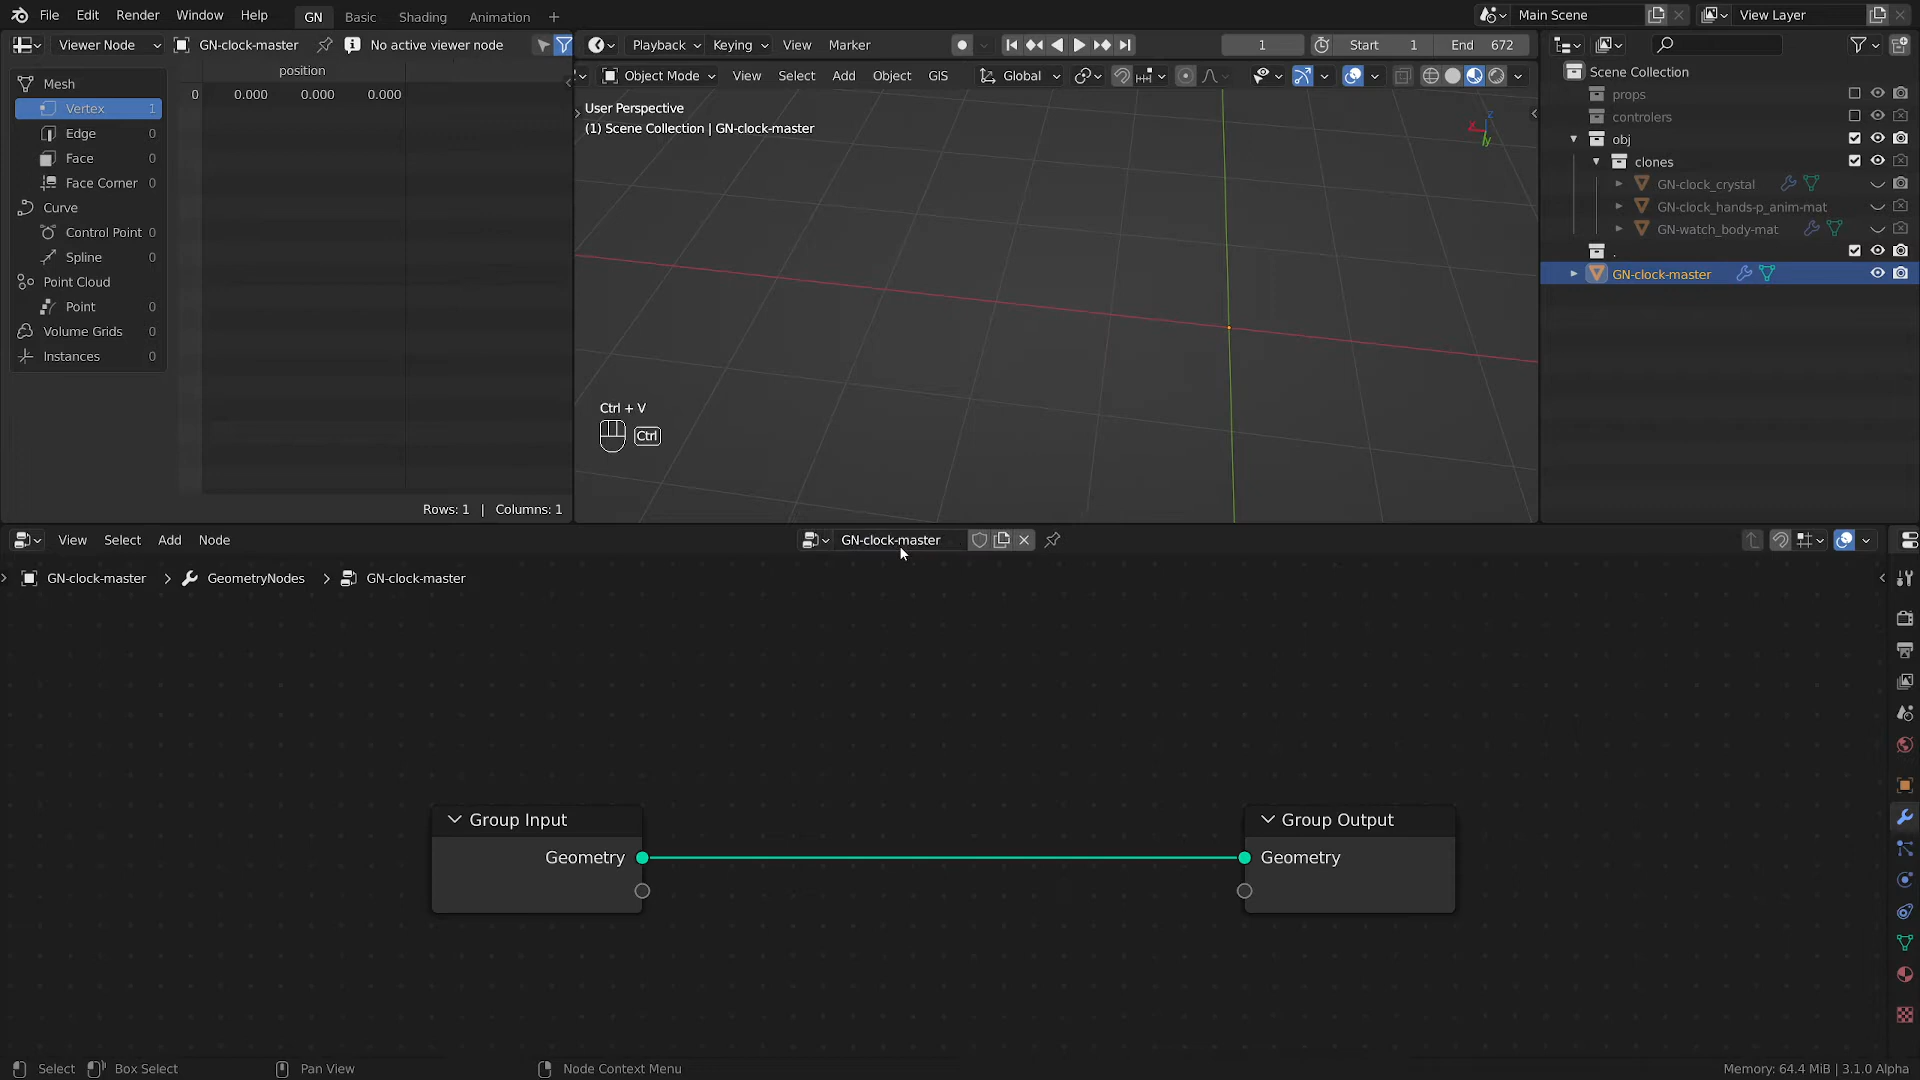 File Edit Render Window Help GN Basic Shading Animation + Main Scene View Layer
Viewer Node GN-clock-master No active viewer node Playback Keying View Marker 1 Start 1 End 672
position
Mesh
0 0.000 0.000 0.000
Vertex 1
Edge 0
Face 0
Face Corner 0
Curve
Control Point 0
Spline 0
Point Cloud
Point 0
Volume Grids 0
Instances 0
Rows: 1 | Columns: 1
Object Mode View Select Add Object GIS Global
User Perspective
(1) Scene Collection | GN-clock-master
X Y Z
Ctrl + V
Ctrl
Scene Collection
props
controlers
obj
clones
GN-clock_crystal
GN-clock_hands-p_anim-mat
GN-watch_body-mat
.
GN-clock-master
View Select Add Node GN-clock-master
GN-clock-master > GeometryNodes > GN-clock-master
Group Input
Geometry
Group Output
Geometry
Select Box Select Pan View Node Context Menu Memory: 64.4 MiB | 3.1.0 Alpha